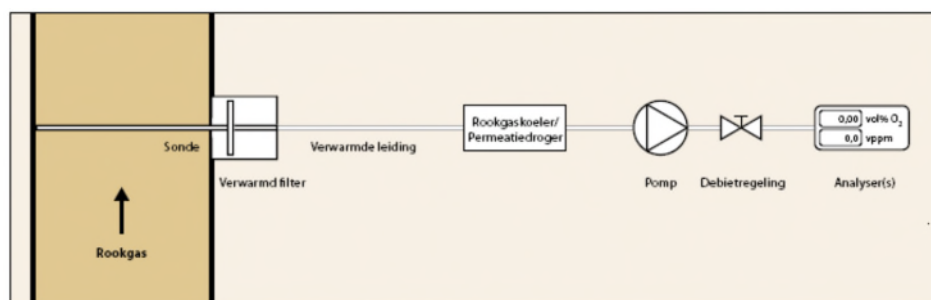 Rookgaskoeler/
Permeatiedroger
0,00 vol% O₂
0,0 vppm
Sonde
Verwarmde leiding
Verwarmd filter
Pomp
Debietregeling
Analyser(s)
Rookgas